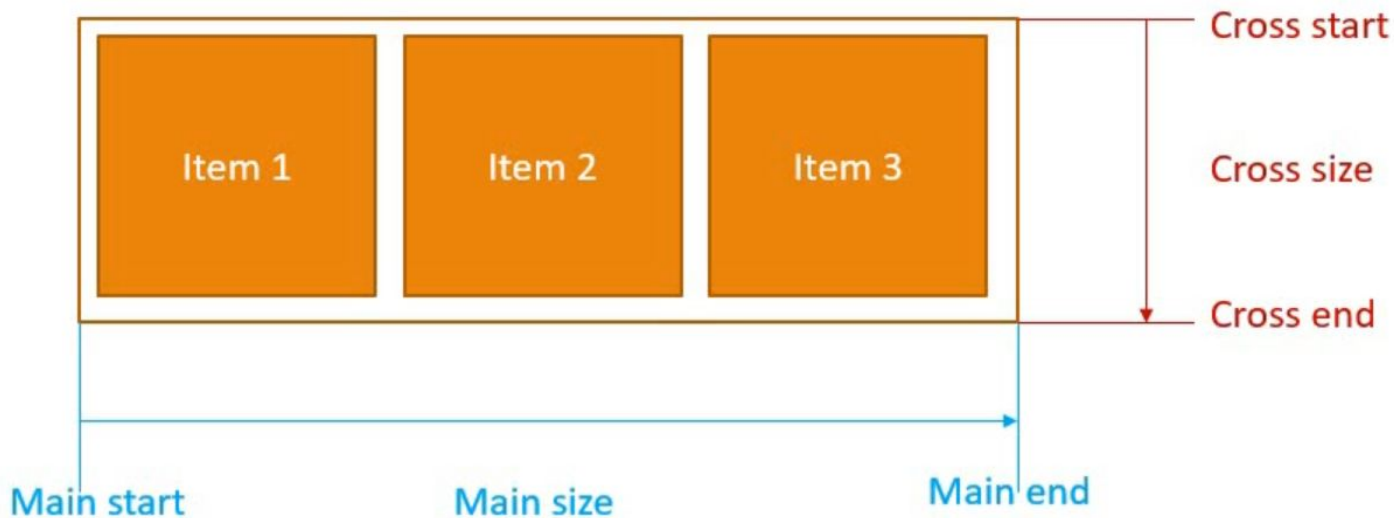 Cross start
Item 1
Item 2
Item 3
Cross size
Cross end
Main start
Main size
Main end